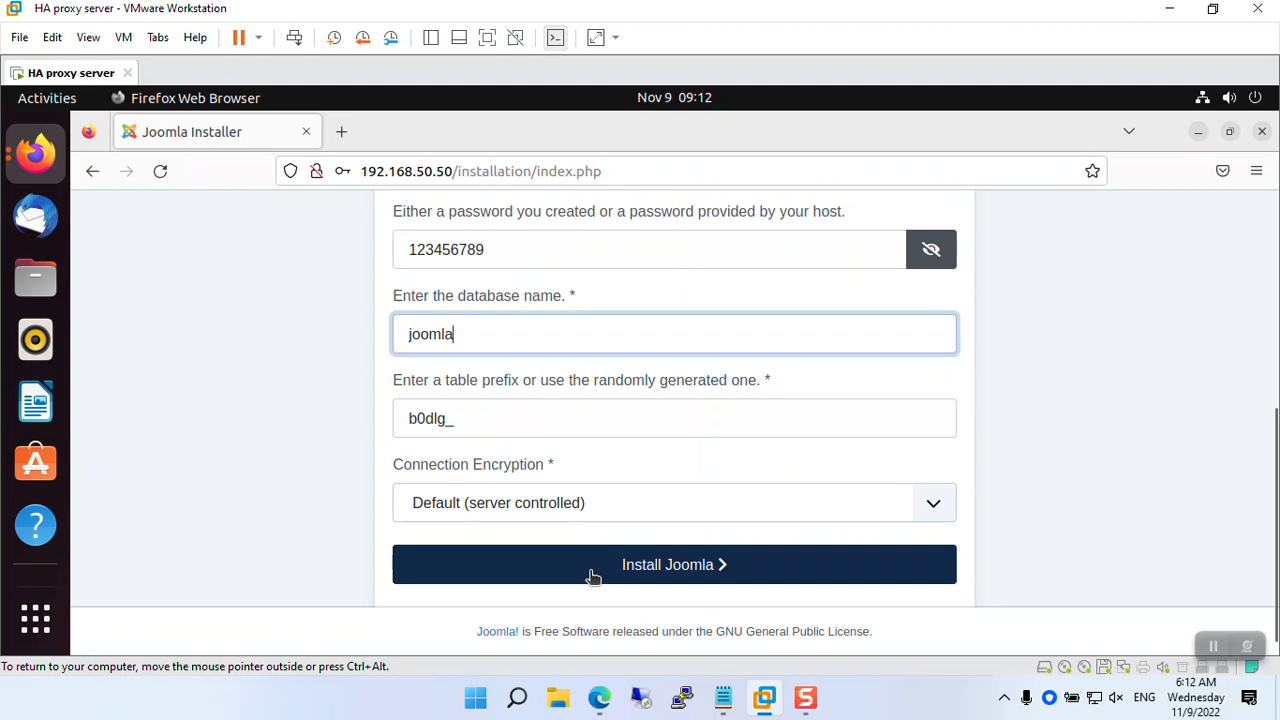 HA proxy server - VMware Workstation
File Edit View VM Tabs Help
HA proxy server
Activities Firefox Web Browser Nov 9 09:12
Joomla Installer
192.168.50.50/installation/index.php
Either a password you created or a password provided by your host.
123456789
Enter the database name. *
joomla
Enter a table prefix or use the randomly generated one. *
b0dlg_
Connection Encryption *
Default (server controlled)
Install Joomla
Joomla! is Free Software released under the GNU General Public License.
To return to your computer, move the mouse pointer outside or press Ctrl+Alt.
6:12 AM
ENG Wednesday
11/9/2022